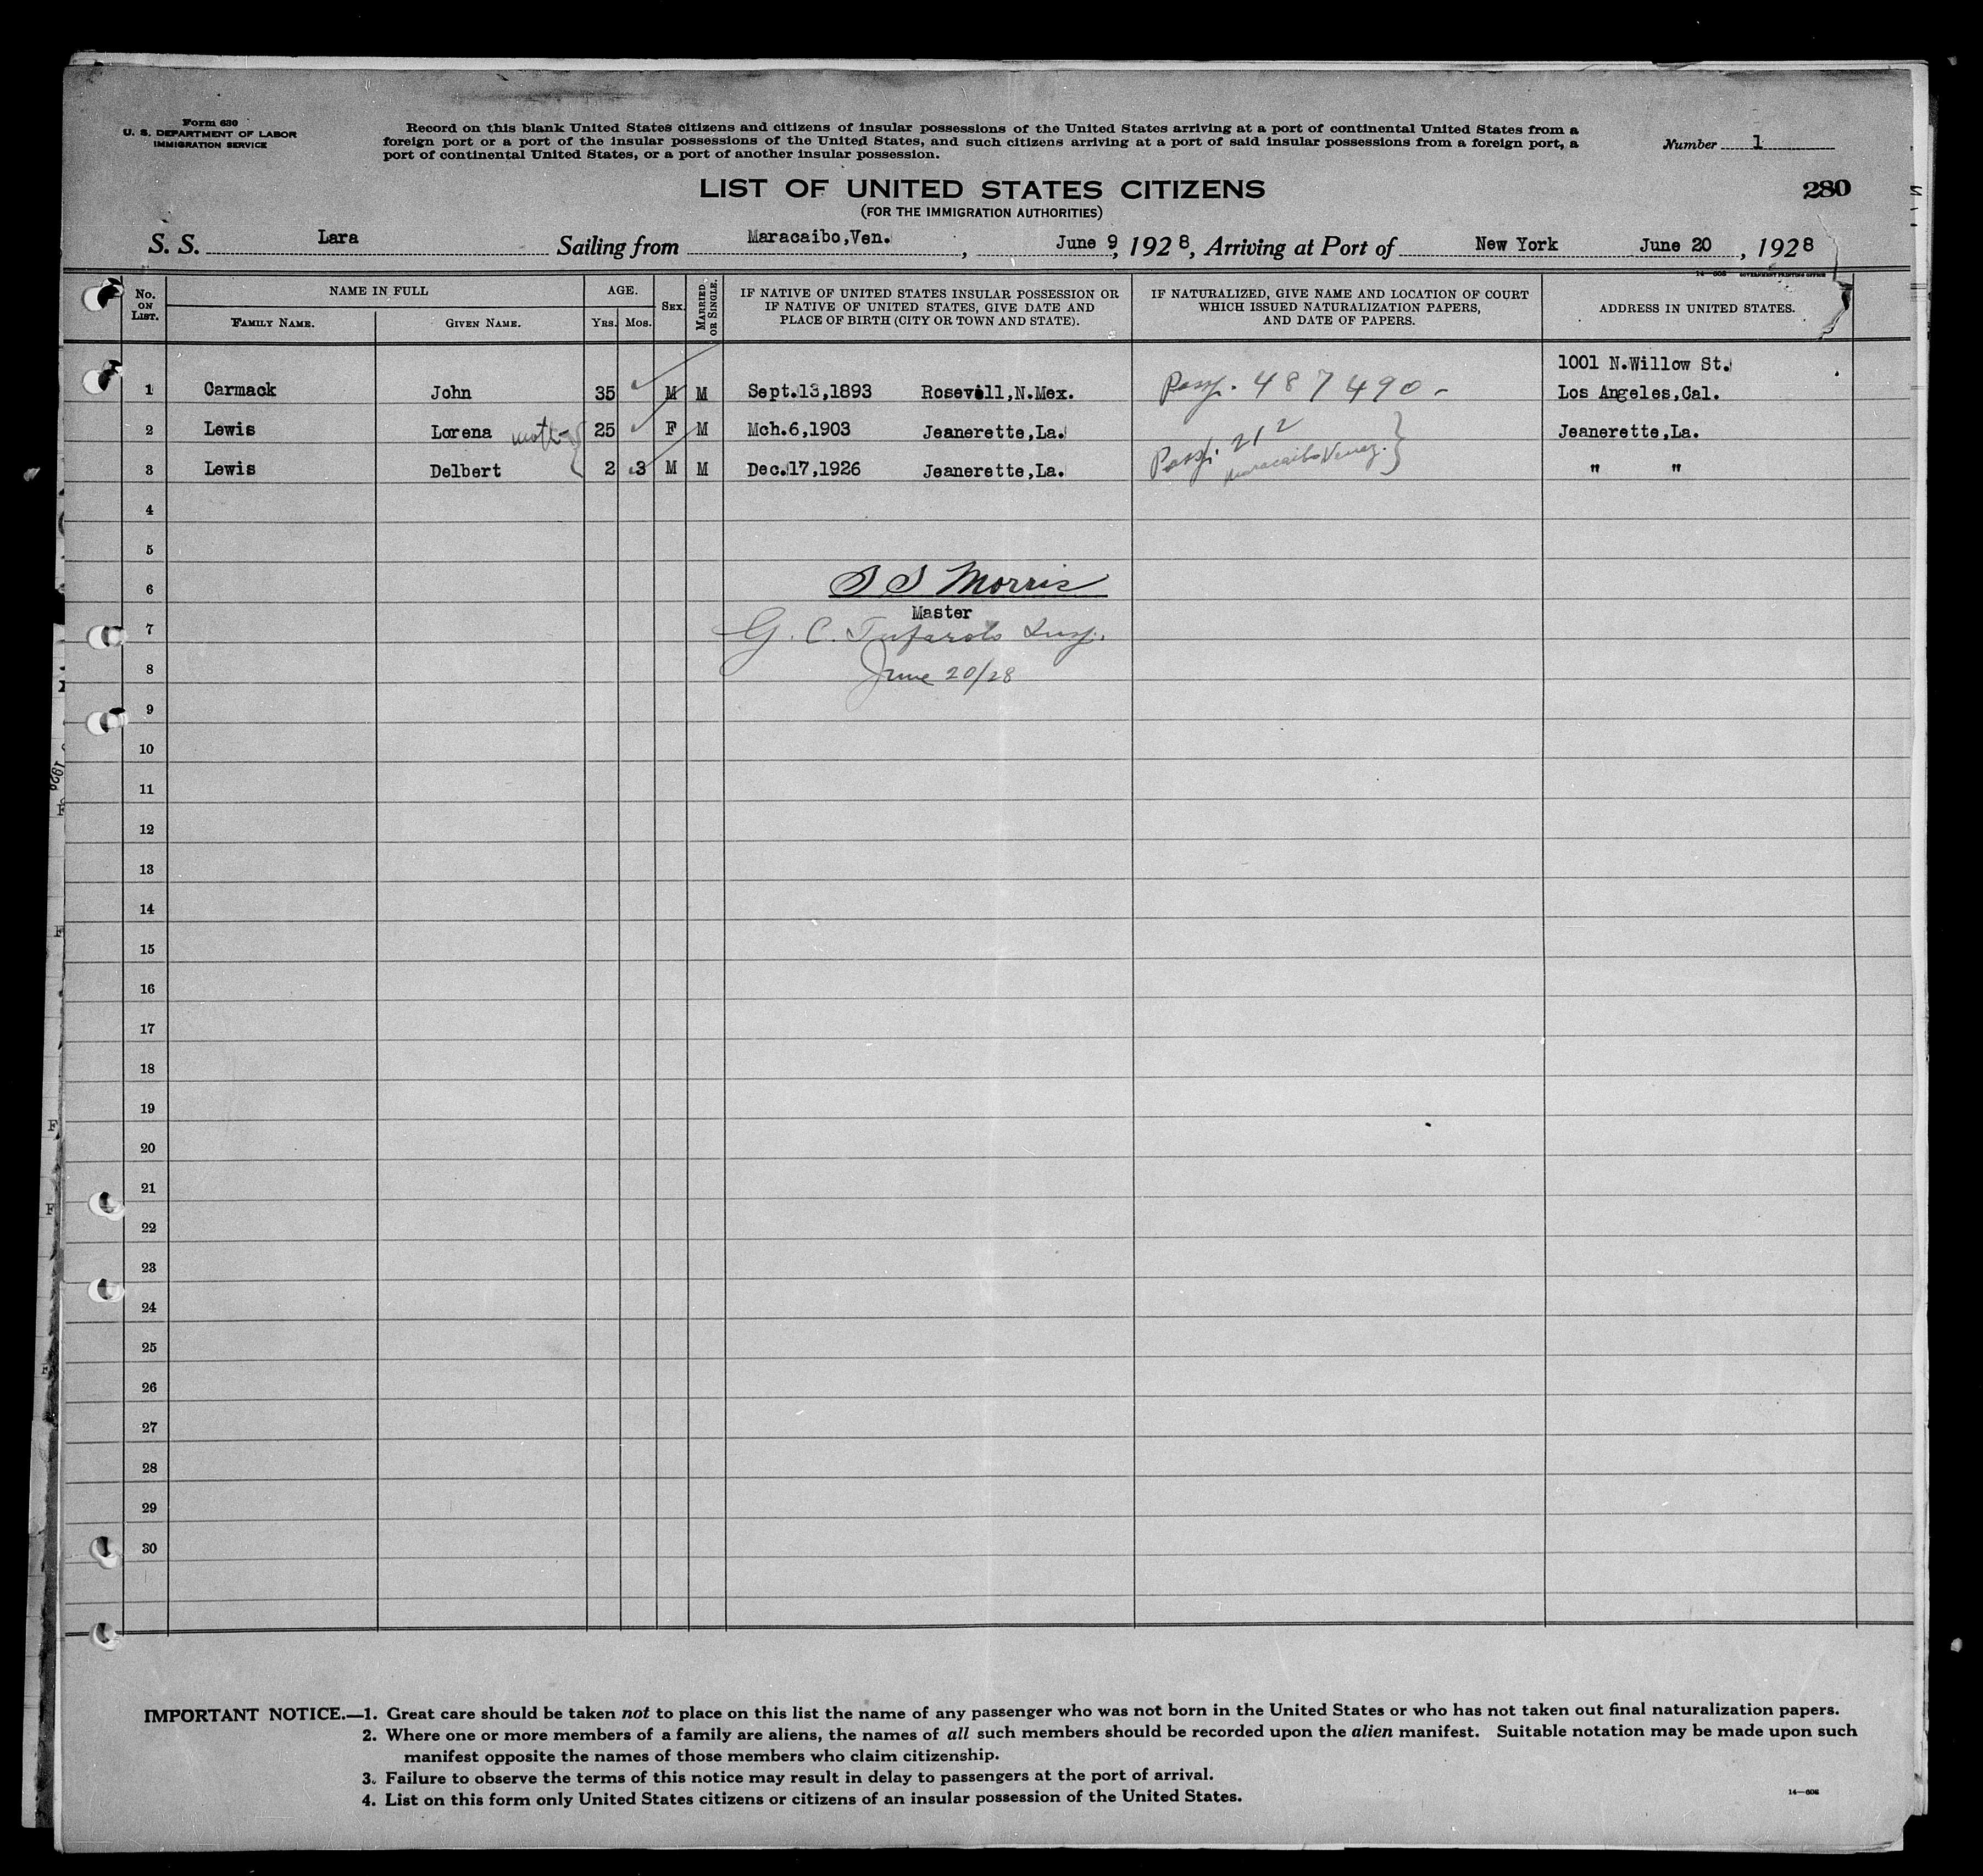 Form 630
U. S. DEPARTMENT OF LABOR
IMMIGRATION SERVICE
Record on this blank United States citizens and citizens of insular possessions of the United States arriving at a port of continental United States from a
foreign port or a port of the insular possessions of the United States, and such citizens arriving at a port of said insular possessions from a foreign port, a
port of continental United States, or a port of another insular possession.
Number 1
LIST OF UNITED STATES CITIZENS
280
(FOR THE IMMIGRATION AUTHORITIES)
S. S. Lara Sailing from Maracaibo,Ven. , June 9, 1928, Arriving at Port of New York June 20 , 1928
14—606 GOVERNMENT PRINTING OFFICE
No. ON LIST.
NAME IN FULL
FAMILY NAME.
GIVEN NAME.
AGE.
YRS. MOS.
SEX.
MARRIED OR SINGLE.
IF NATIVE OF UNITED STATES INSULAR POSSESSION OR
IF NATIVE OF UNITED STATES, GIVE DATE AND
PLACE OF BIRTH (CITY OR TOWN AND STATE).
IF NATURALIZED, GIVE NAME AND LOCATION OF COURT
WHICH ISSUED NATURALIZATION PAPERS,
AND DATE OF PAPERS.
ADDRESS IN UNITED STATES.
1001 N.Willow St.
1 Carmack John 35 M M Sept.13,1893 Rosevill,N.Mex. Passp. 487490- Los Angeles,Cal.
2 Lewis Lorena 25 F M Mch.6,1903 Jeanerette,La. Passp. 212 Jeanerette,La.
3 Lewis Delbert 2 3 M M Dec.17,1926 Jeanerette,La. Maracaibo Venez. " "
4
5
6 Morris
Master
7 G. C.
8 June 20/28
9
10
11
12
13
14
15
16
17
18
19
20
21
22
23
24
25
26
27
28
29
30
IMPORTANT NOTICE.—1. Great care should be taken not to place on this list the name of any passenger who was not born in the United States or who has not taken out final naturalization papers.
2. Where one or more members of a family are aliens, the names of all such members should be recorded upon the alien manifest. Suitable notation may be made upon such
manifest opposite the names of those members who claim citizenship.
3. Failure to observe the terms of this notice may result in delay to passengers at the port of arrival.
4. List on this form only United States citizens or citizens of an insular possession of the United States.
14—606